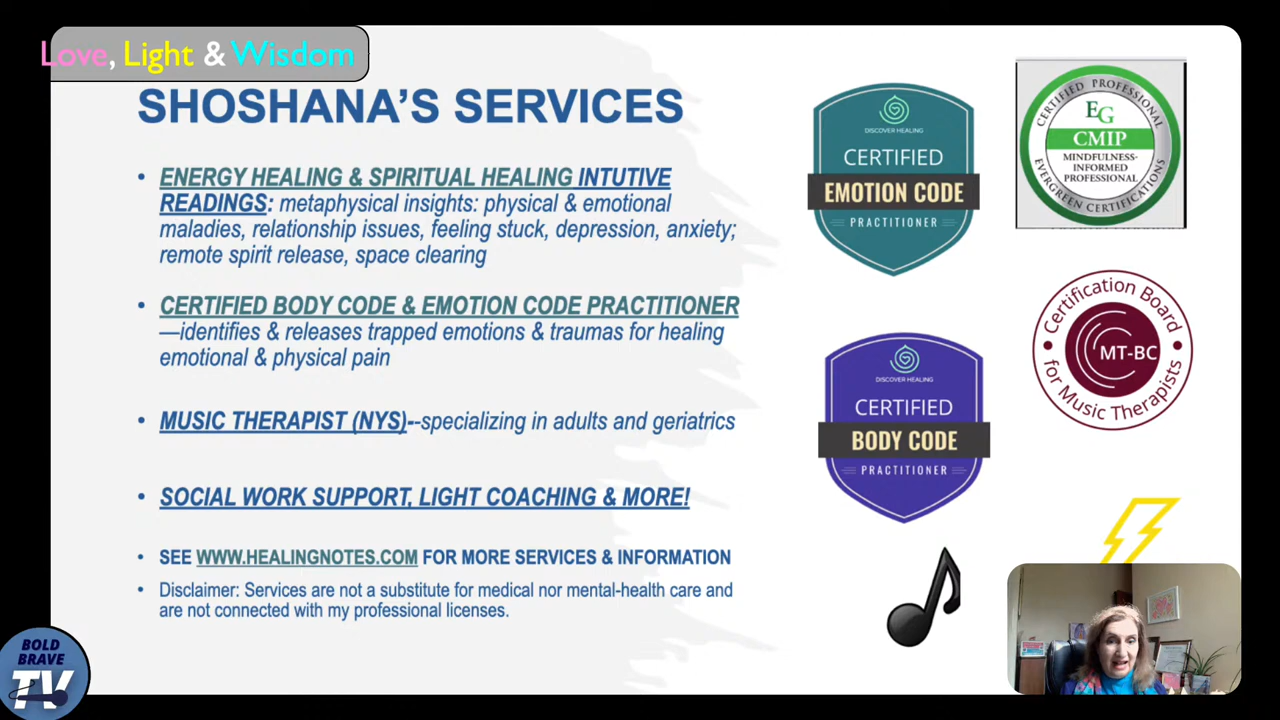 Love, Light & Wisdom
SHOSHANA'S SERVICES
• ENERGY HEALING & SPIRITUAL HEALING INTUTIVE
READINGS: metaphysical insights: physical & emotional
maladies, relationship issues, feeling stuck, depression, anxiety;
remote spirit release, space clearing
• CERTIFIED BODY CODE & EMOTION CODE PRACTITIONER
—identifies & releases trapped emotions & traumas for healing
emotional & physical pain
• MUSIC THERAPIST (NYS)--specializing in adults and geriatrics
• SOCIAL WORK SUPPORT, LIGHT COACHING & MORE!
• SEE WWW.HEALINGNOTES.COM FOR MORE SERVICES & INFORMATION
• Disclaimer: Services are not a substitute for medical nor mental-health care and
are not connected with my professional licenses.
DISCOVER HEALING
CERTIFIED
EMOTION CODE
PRACTITIONER
CERTIFIED PROFESSIONAL
EG
CMIP
MINDFULNESS-
INFORMED
PROFESSIONAL
EVERGREEN CERTIFICATIONS
DISCOVER HEALING
CERTIFIED
BODY CODE
PRACTITIONER
Certification Board
MT-BC
for Music Therapists
BOLD
BRAVE
TV